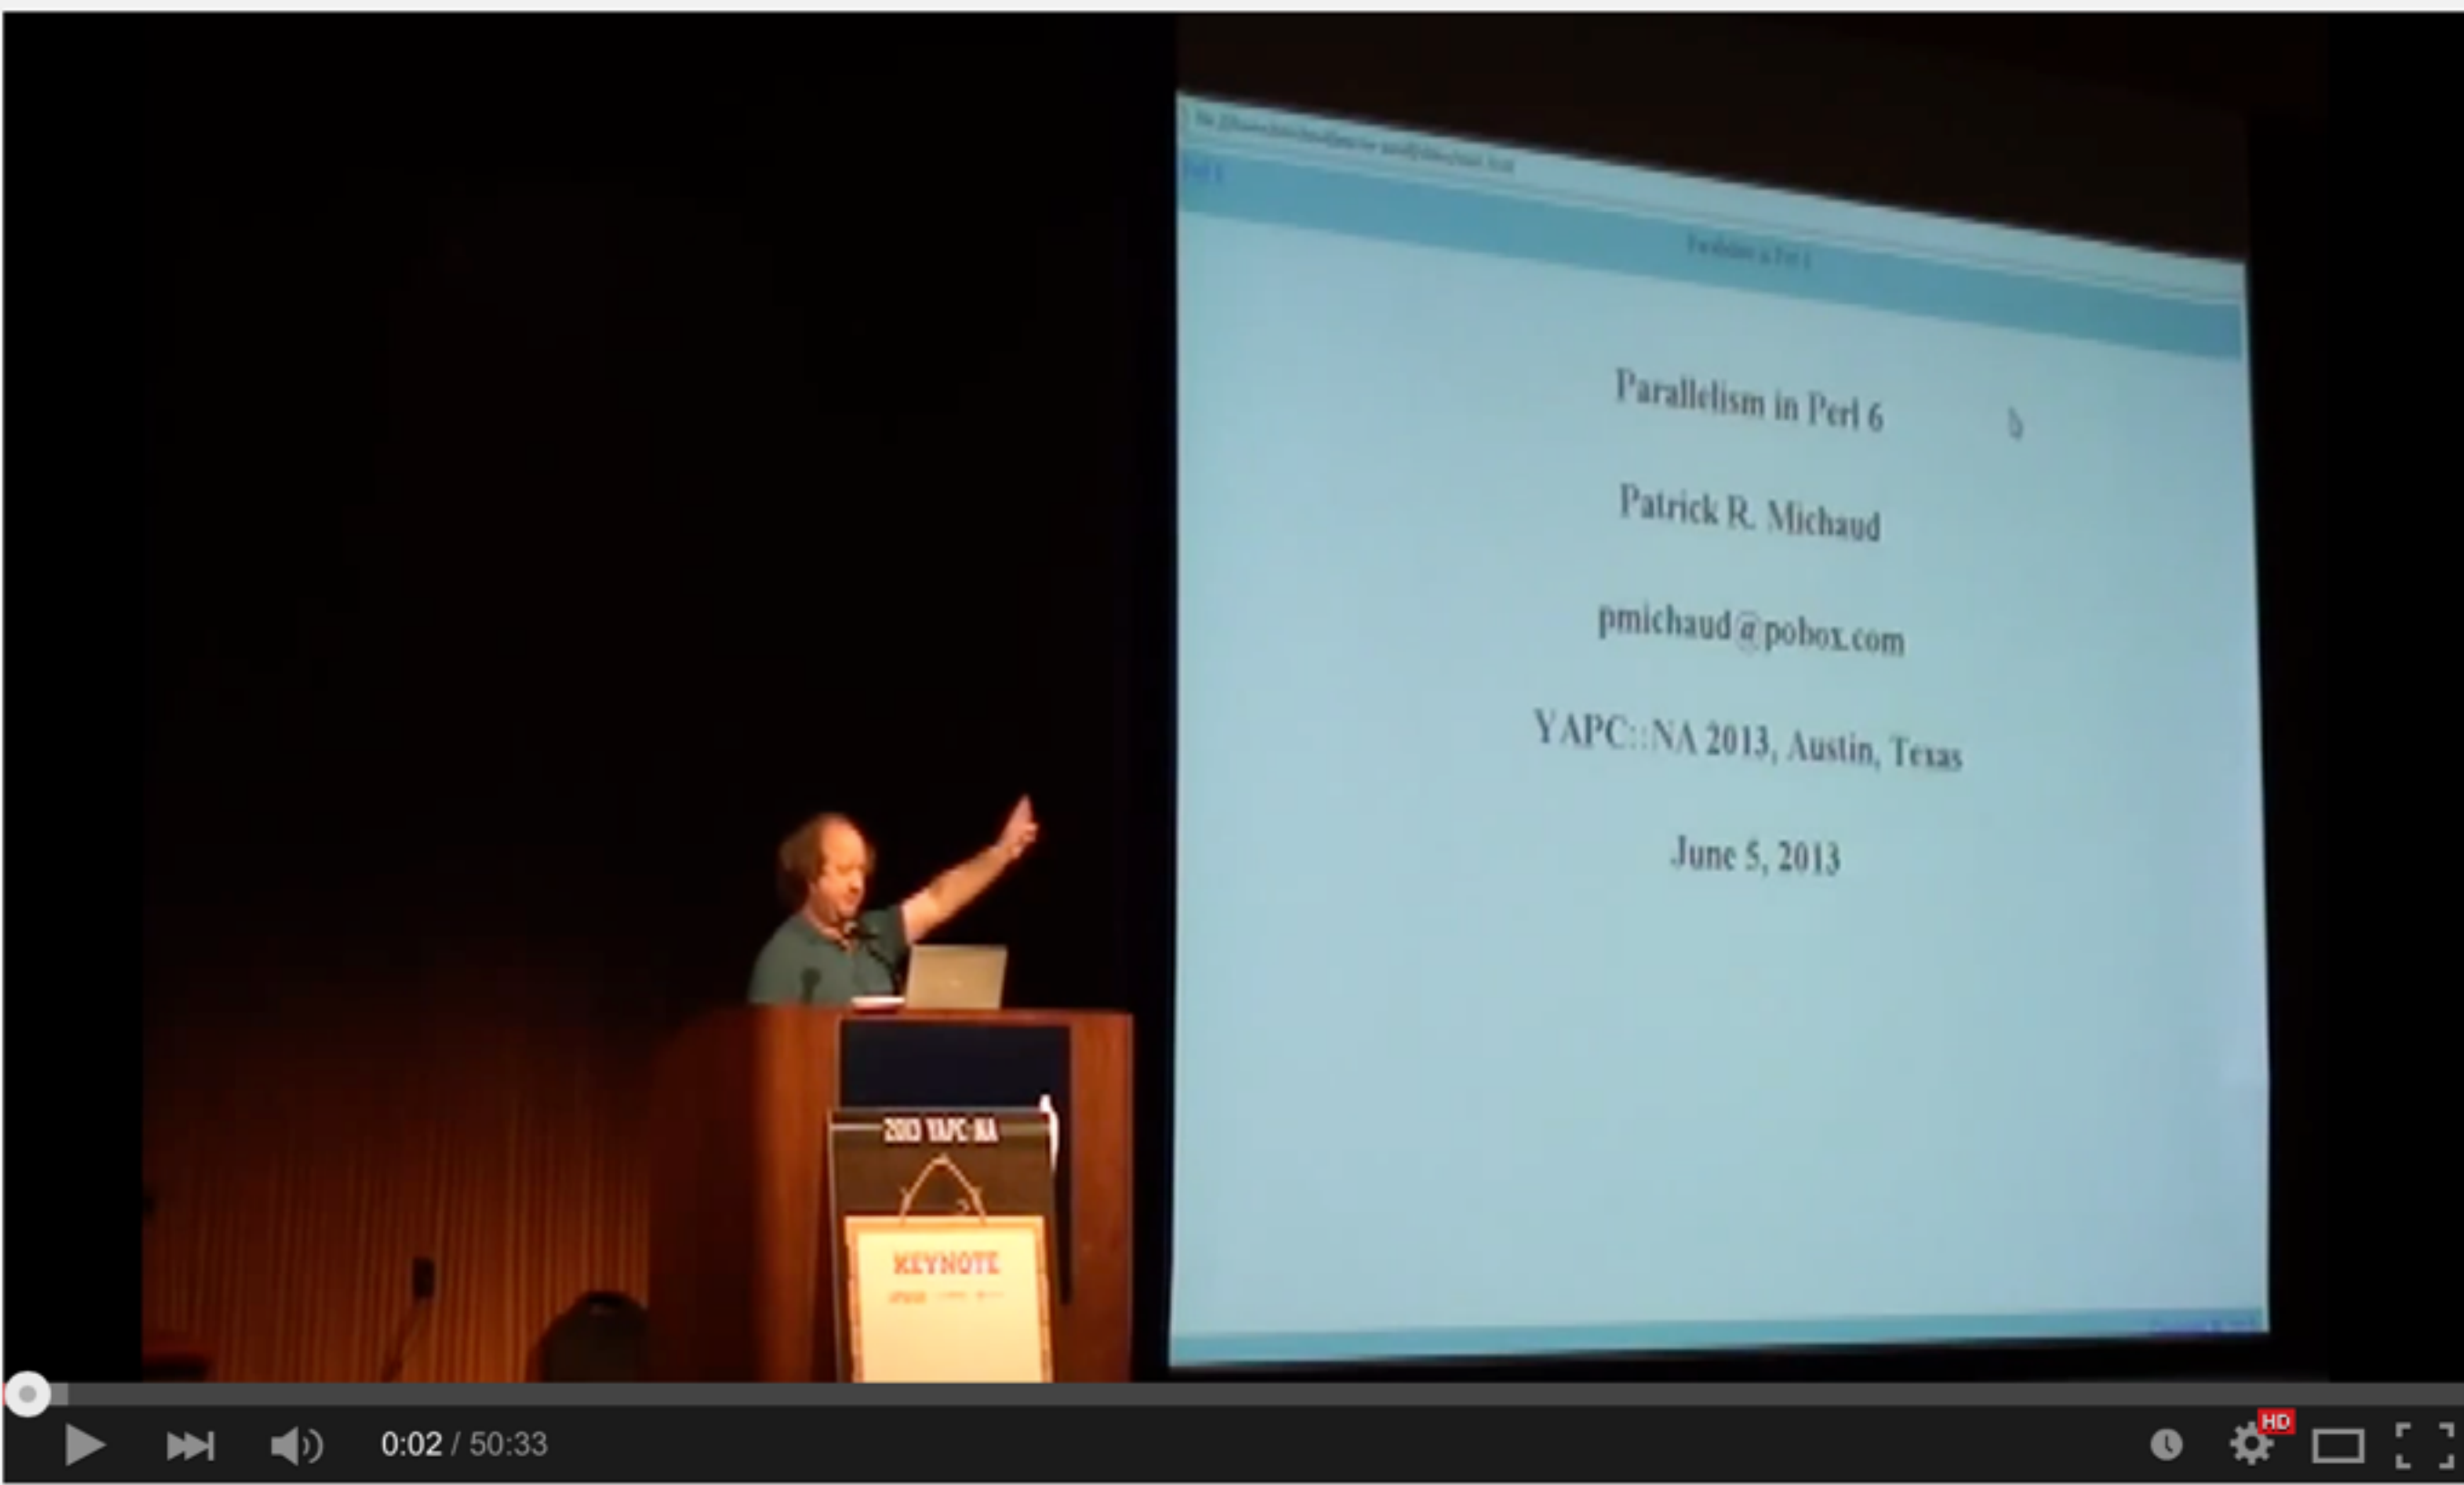 Parallelism in Perl 6
Patrick R. Michaud
pmichaud@pobox.com
YAPC::NA 2013, Austin, Texas
June 5, 2013
2013 YAPC::NA
KEYNOTE
0:02 / 50:33
HD